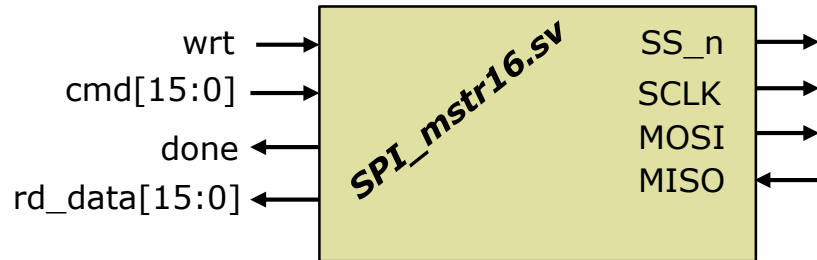 wrt
cmd[15:0]
done
rd_data[15:0]
SPI_mstr16.sv
SS_n
SCLK
MOSI
MISO